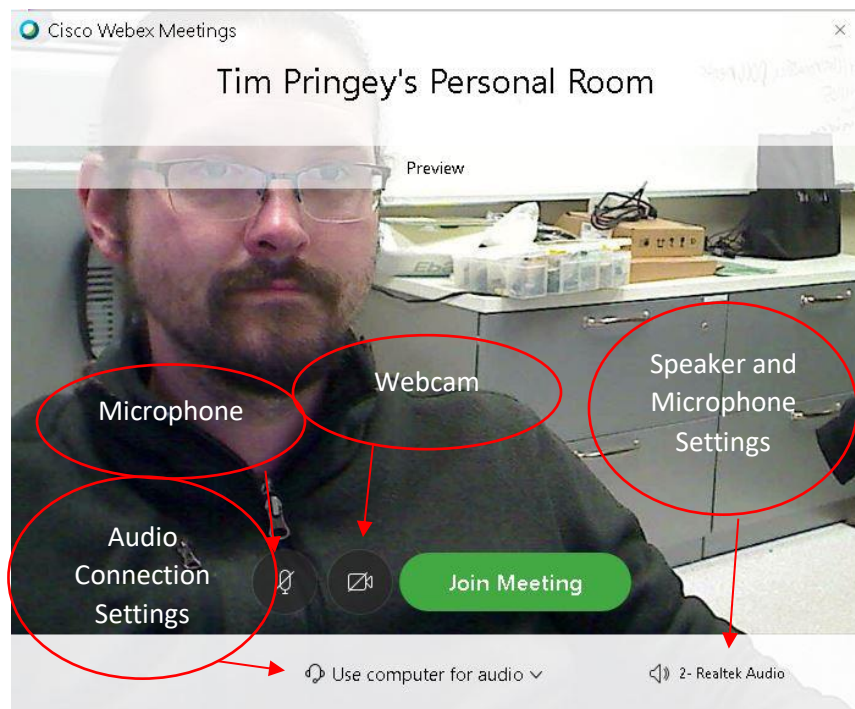 Cisco Webex Meetings
Tim Pringey's Personal Room
Preview
Webcam
Speaker and
Microphone
Settings
Microphone
Audio
Connection
Settings
Join Meeting
Use computer for audio
2- Realtek Audio